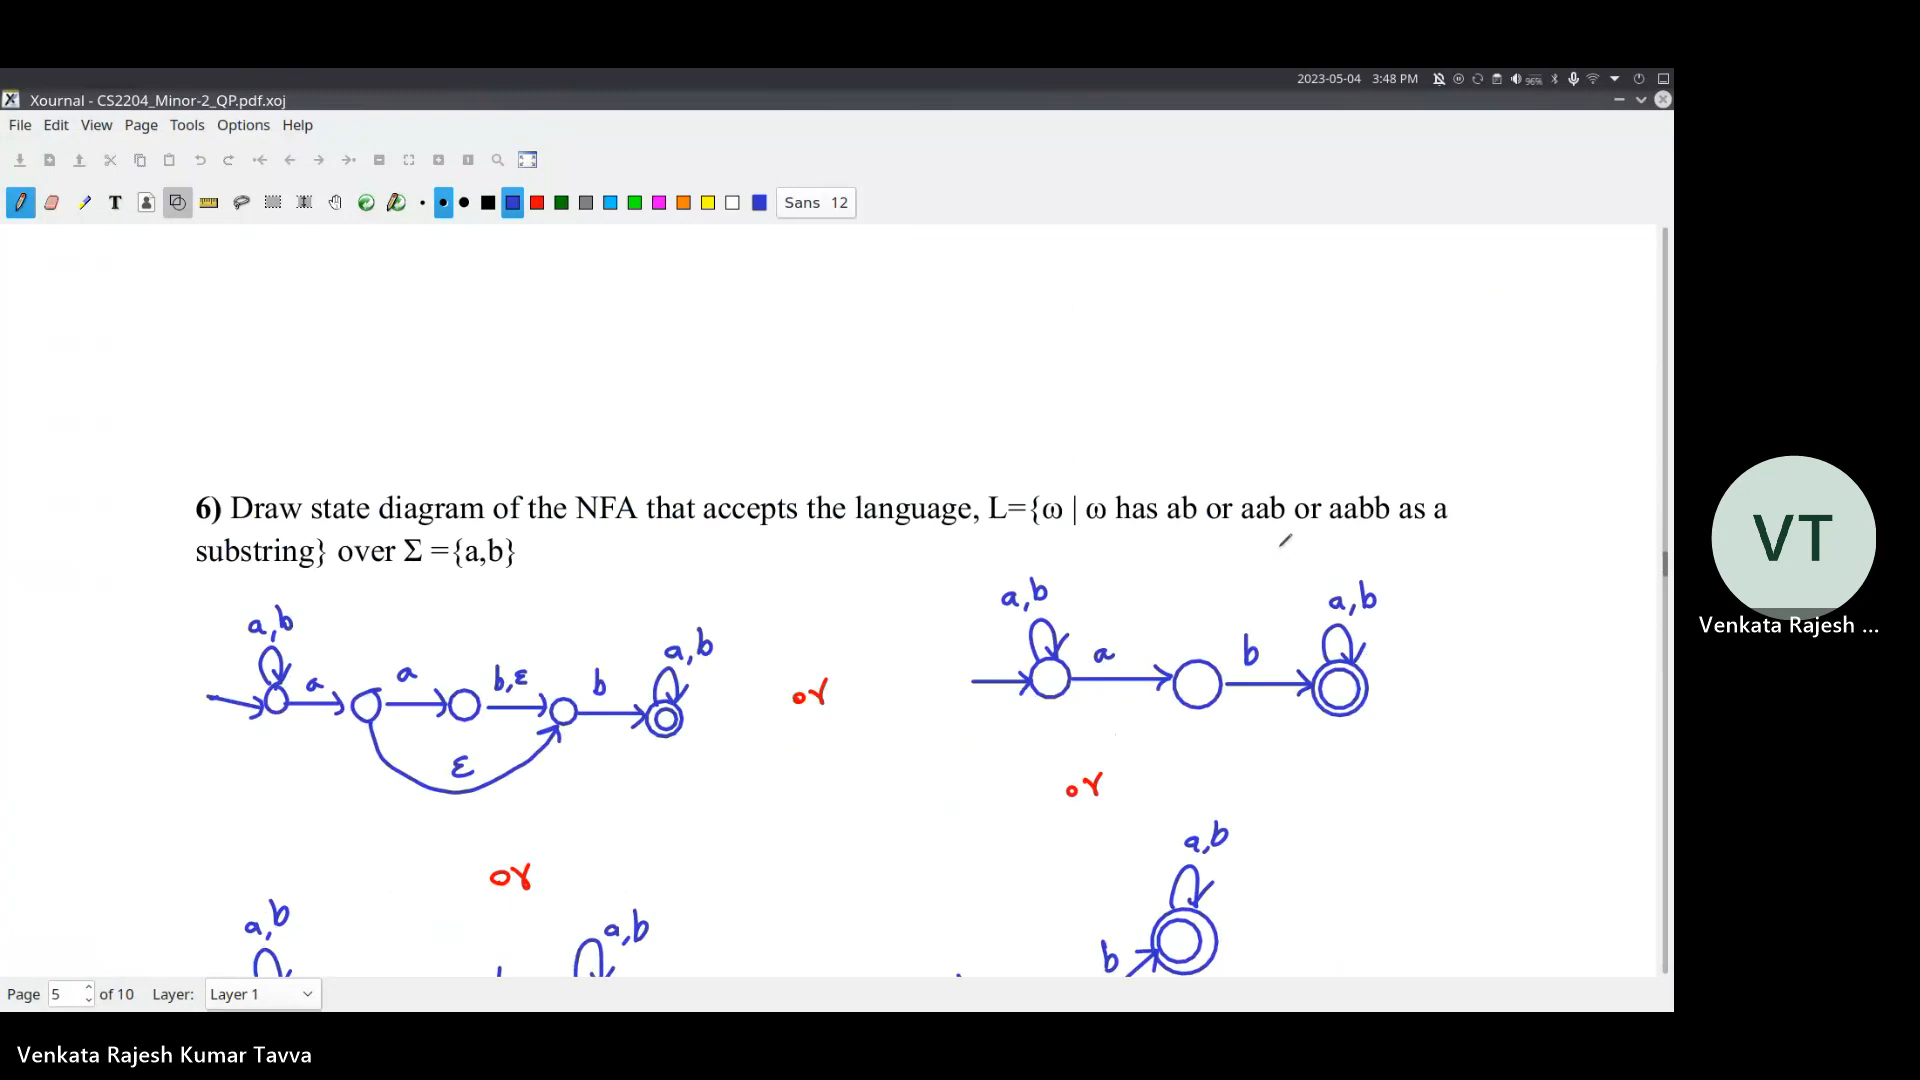 2023-05-04 3:48 PM 96%
Xournal - CS2204_Minor-2_QP.pdf.xoj
File Edit View Page Tools Options Help
T Sans 12
6) Draw state diagram of the NFA that accepts the language, L={ω | ω has ab or aab or aabb as a
substring} over Σ ={a,b}
a,b a,b
a,b a,b
a a b,ε b a b
or
ε
or
a,b
or
a,b a,b
b
Page 5 of 10 Layer: Layer 1
VT
Venkata Rajesh ...
Venkata Rajesh Kumar Tavva